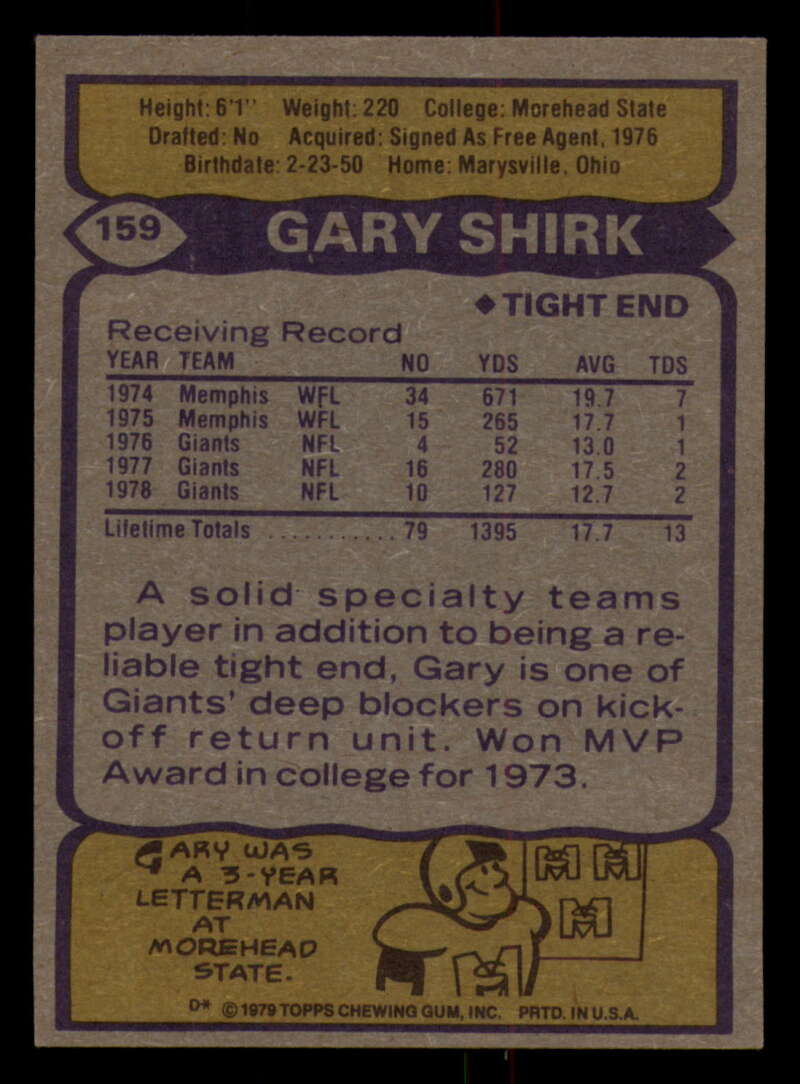 Height: 6'1" Weight: 220 College: Morehead State
Drafted: No Acquired: Signed As Free Agent, 1976
Birthdate: 2-23-50 Home: Marysville, Ohio
159 GARY SHIRK
◆ TIGHT END
Receiving Record
YEAR TEAM NO YDS AVG TDS
1974 Memphis WFL 34 671 19.7 7
1975 Memphis WFL 15 265 17.7 1
1976 Giants NFL 4 52 13.0 1
1977 Giants NFL 16 280 17.5 2
1978 Giants NFL 10 127 12.7 2
Lifetime Totals ............ 79 1395 17.7 13
A solid specialty teams
player in addition to being a re-
liable tight end, Gary is one of
Giants' deep blockers on kick-
off return unit. Won MVP
Award in college for 1973.
GARY WAS
A 3-YEAR
LETTERMAN
AT
MOREHEAD
STATE.
M M
M
M
D* © 1979 TOPPS CHEWING GUM, INC. PRTD. IN U.S.A.